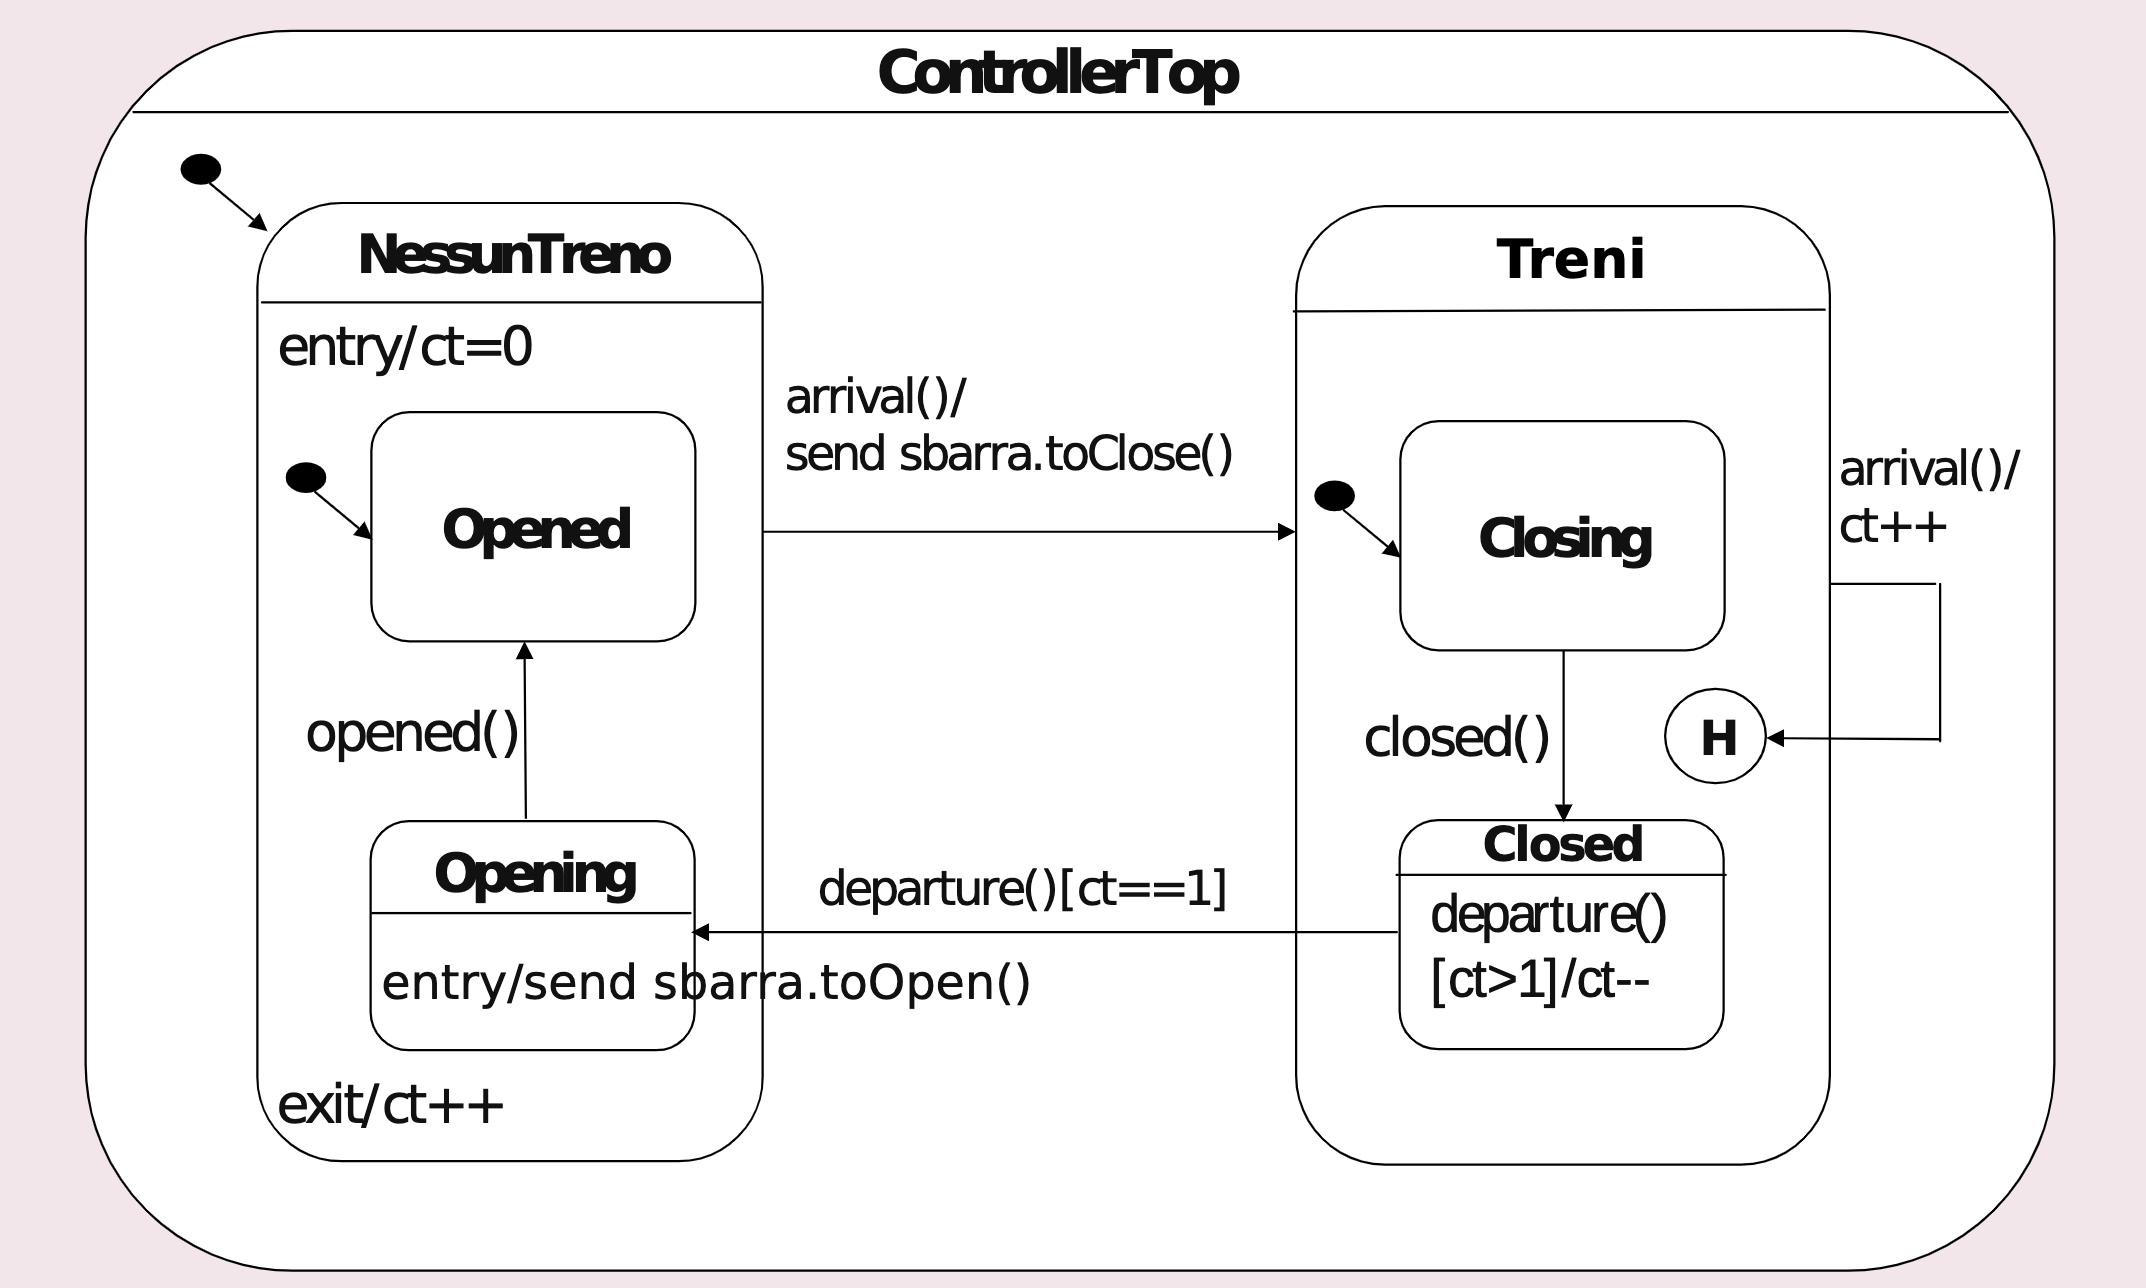 ControllerTop
NessunTreno
entry/ct=0
Opened
opened()
Opening
entry/send sbarra.toOpen()
exit/ct++
arrival()/
send sbarra.toClose()
departure()[ct==1]
Treni
Closing
closed()
H
Closed
departure()
[ct>1]/ct--
arrival()/
ct++